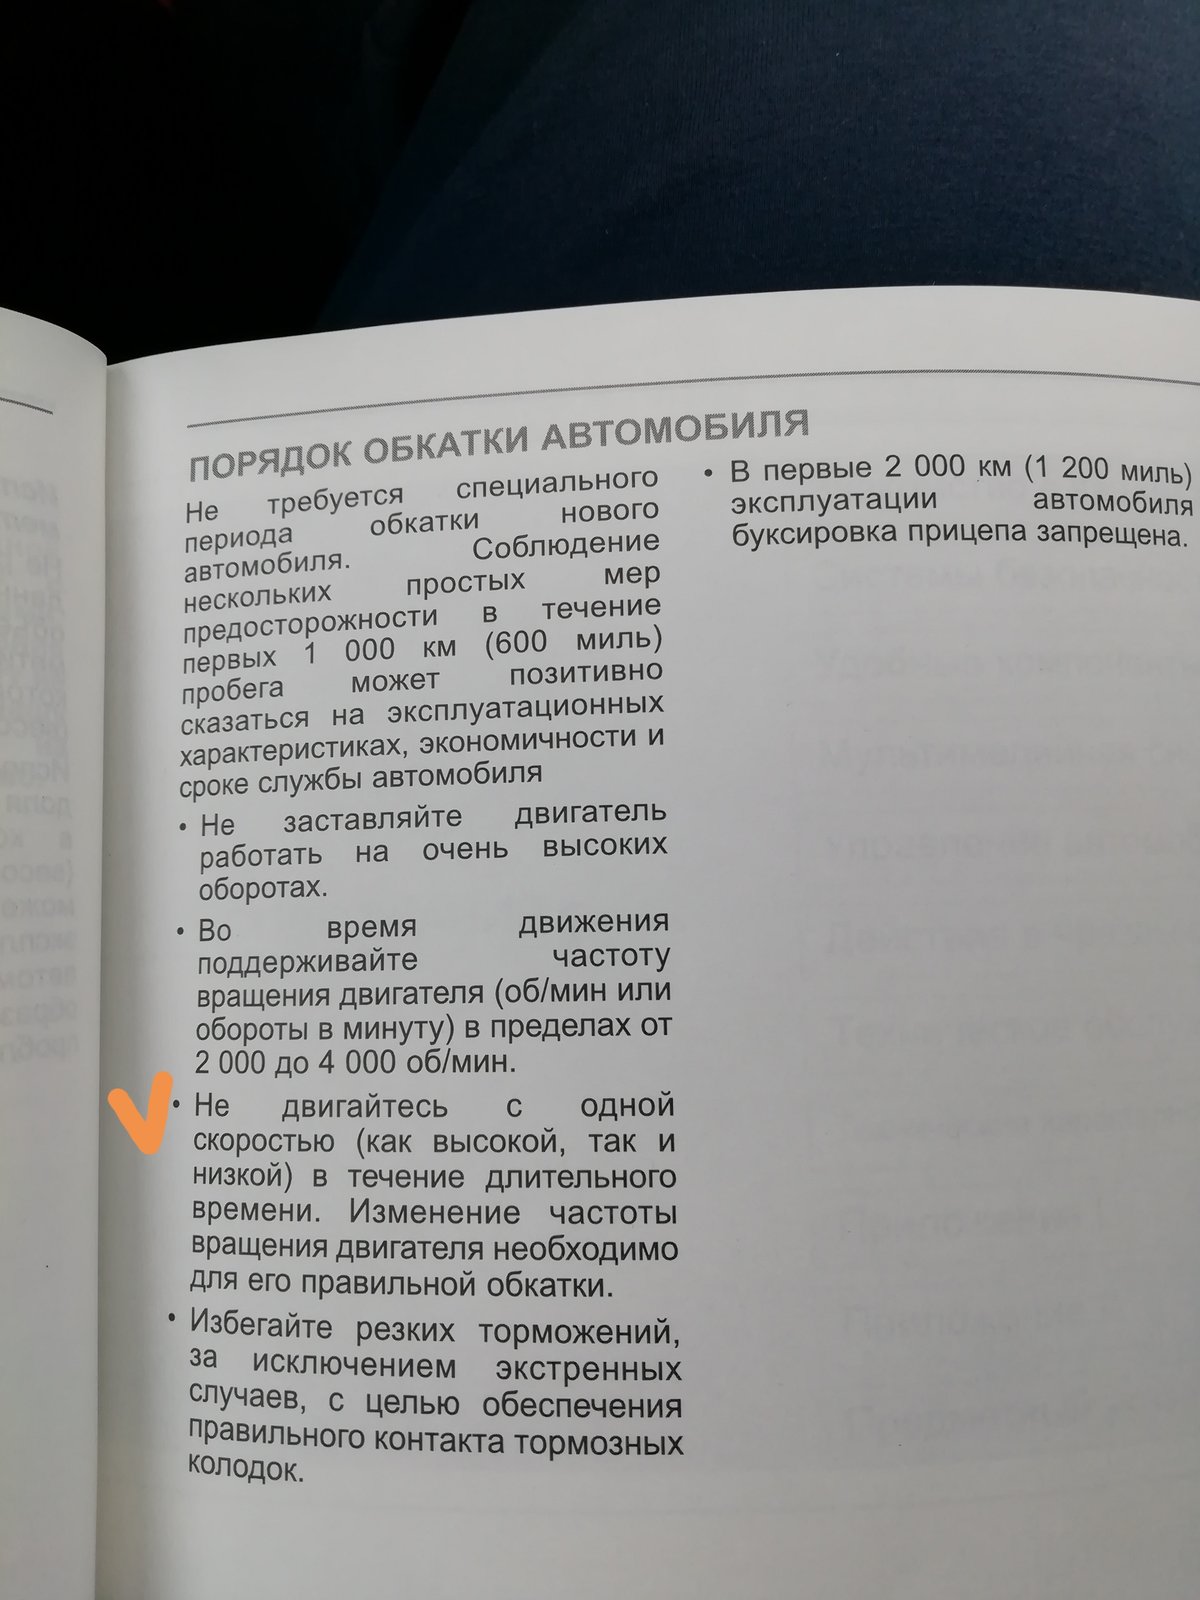 ПОРЯДОК ОБКАТКИ АВТОМОБИЛЯ
Не требуется специального
периода обкатки нового
автомобиля. Соблюдение
нескольких простых мер
предосторожности в течение
первых 1 000 км (600 миль)
пробега может позитивно
сказаться на эксплуатационных
характеристиках, экономичности и
сроке службы автомобиля
• Не заставляйте двигатель
работать на очень высоких
оборотах.
• Во время движения
поддерживайте частоту
вращения двигателя (об/мин или
обороты в минуту) в пределах от
2 000 до 4 000 об/мин.
• Не двигайтесь с одной
скоростью (как высокой, так и
низкой) в течение длительного
времени. Изменение частоты
вращения двигателя необходимо
для его правильной обкатки.
• Избегайте резких торможений,
за исключением экстренных
случаев, с целью обеспечения
правильного контакта тормозных
колодок.
• В первые 2 000 км (1 200 миль)
эксплуатации автомобиля
буксировка прицепа запрещена.